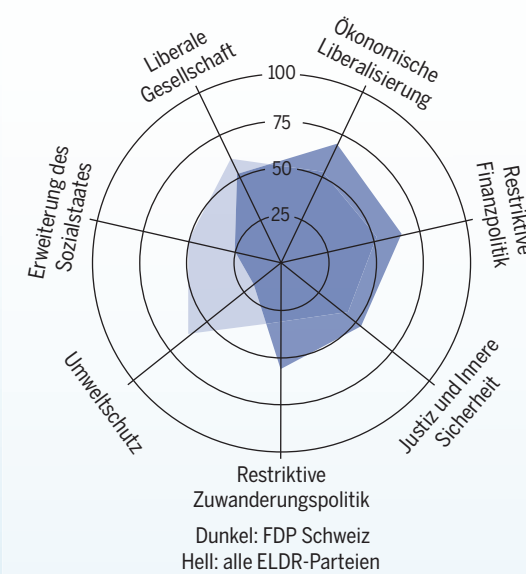 Liberale
Gesellschaft
Ökonomische
Liberalisierung
100
75
50
25
Erweiterung des
Sozialstaates
Restriktive
Finanzpolitik
Umweltschutz
Justiz und Innere
Sicherheit
Restriktive
Zuwanderungspolitik
Dunkel: FDP Schweiz
Hell: alle ELDR-Parteien